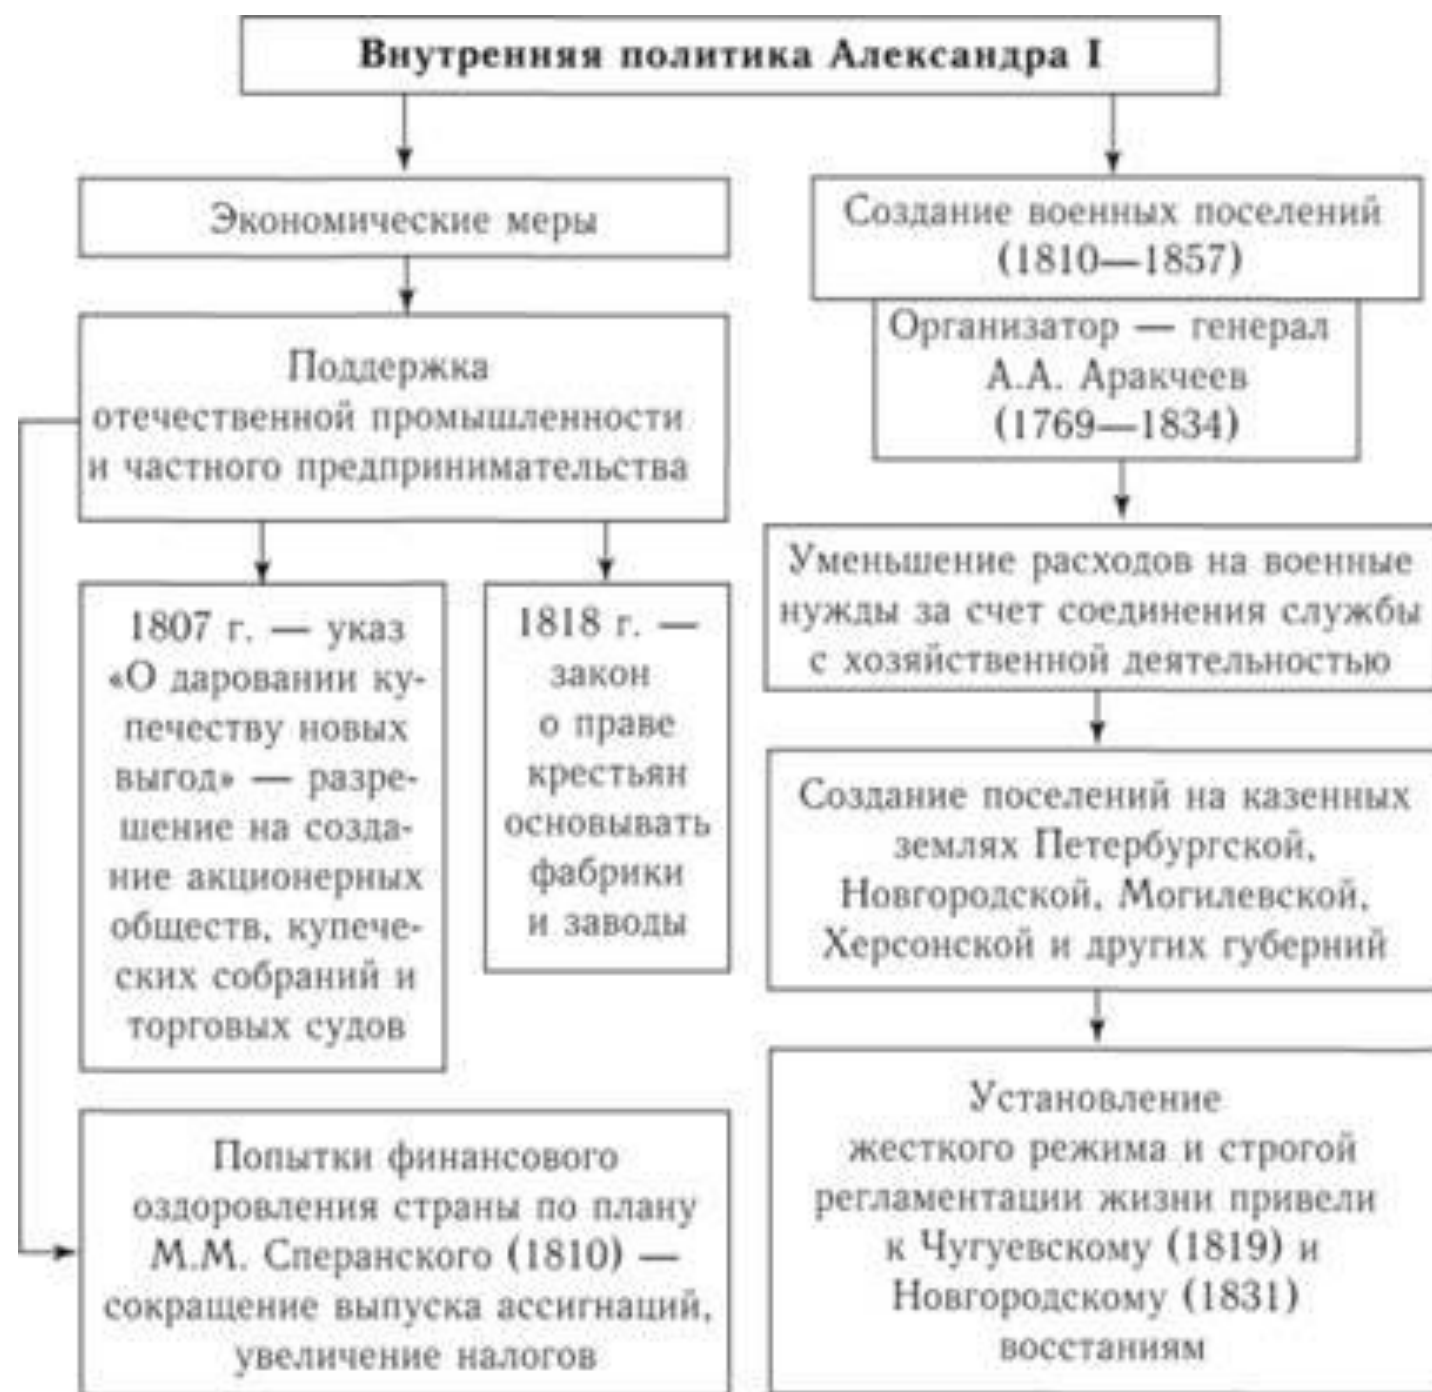 Внутренняя политика Александра I
Экономические меры
Поддержка
отечественной промышленности
и частного предпринимательства
1807 г. — указ
«О даровании ку-
печеству новых
выгод» — разре-
шение на созда-
ние акционерных
обществ, купече-
ских собраний и
торговых судов
1818 г. —
закон
о праве
крестьян
основывать
фабрики
и заводы
Попытки финансового
оздоровления страны по плану
М.М. Сперанского (1810) —
сокращение выпуска ассигнаций,
увеличение налогов
Создание военных поселений
(1810—1857)
Организатор — генерал
А.А. Аракчеев
(1769—1834)
Уменьшение расходов на военные
нужды за счет соединения службы
с хозяйственной деятельностью
Создание поселений на казенных
землях Петербургской,
Новгородской, Могилевской,
Херсонской и других губерний
Установление
жесткого режима и строгой
регламентации жизни привели
к Чугуевскому (1819) и
Новгородскому (1831)
восстаниям